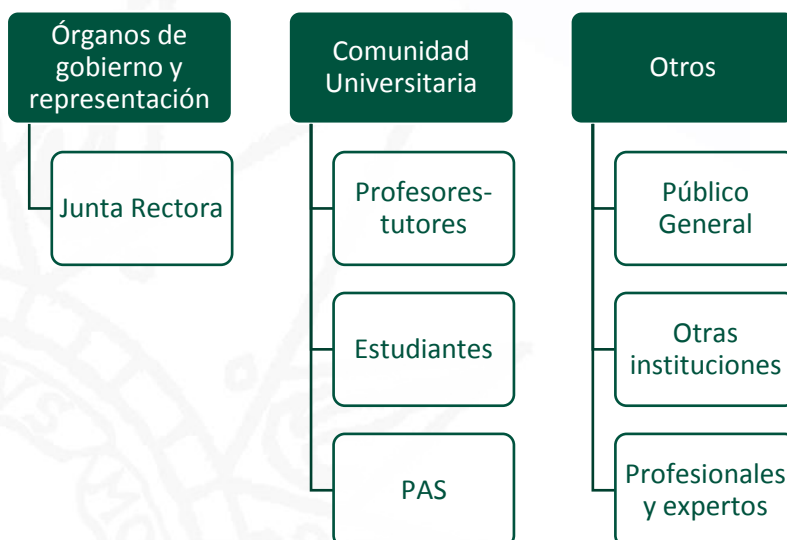 Órganos de
gobierno y
representación
Junta Rectora
Comunidad
Universitaria
Profesores-
tutores
Estudiantes
PAS
Otros
Público
General
Otras
instituciones
Profesionales
y expertos